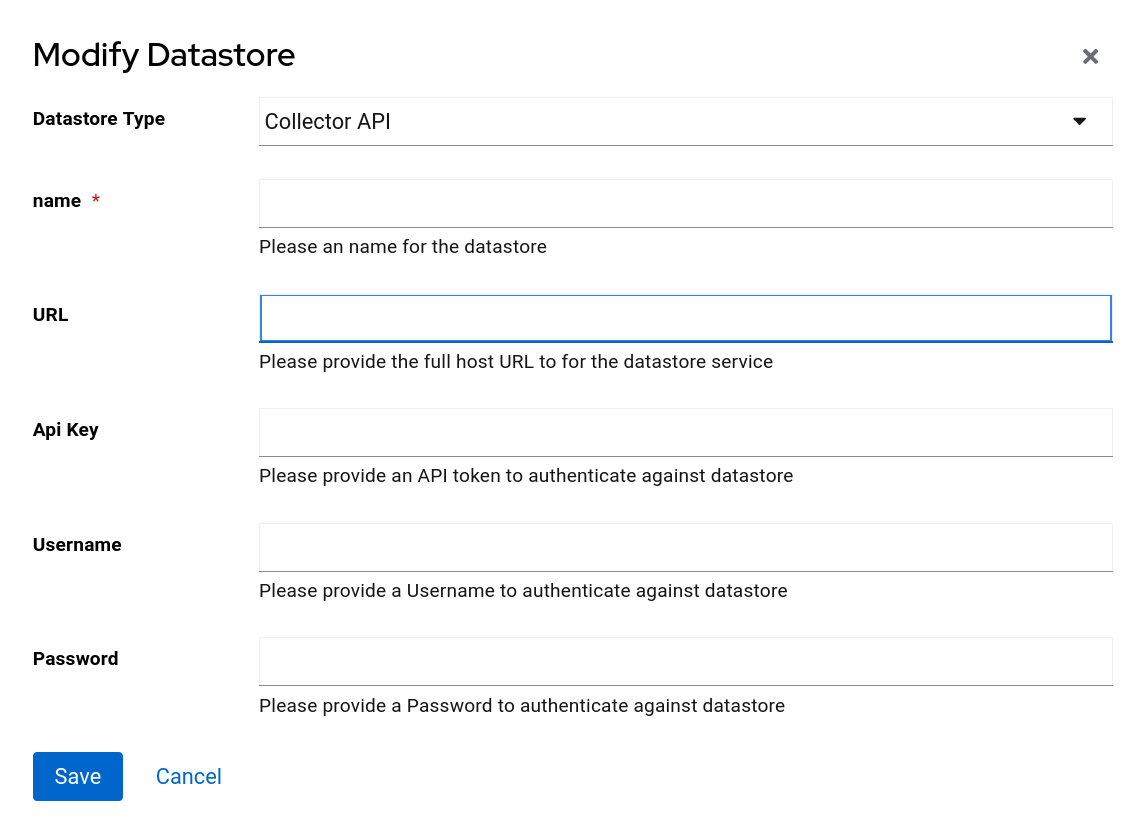 Modify Datastore
Datastore Type
Collector API
name *
Please an name for the datastore
URL
Please provide the full host URL to for the datastore service
Api Key
Please provide an API token to authenticate against datastore
Username
Please provide a Username to authenticate against datastore
Password
Please provide a Password to authenticate against datastore
Save Cancel